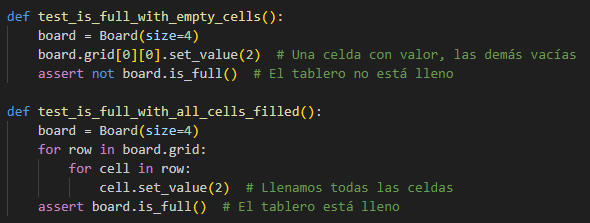 def test_is_full_with_empty_cells():
    board = Board(size=4)
    board.grid[0][0].set_value(2)  # Una celda con valor, las demás vacías
    assert not board.is_full()  # El tablero no está lleno

def test_is_full_with_all_cells_filled():
    board = Board(size=4)
    for row in board.grid:
        for cell in row:
            cell.set_value(2)  # Llenamos todas las celdas
    assert board.is_full()  # El tablero está lleno